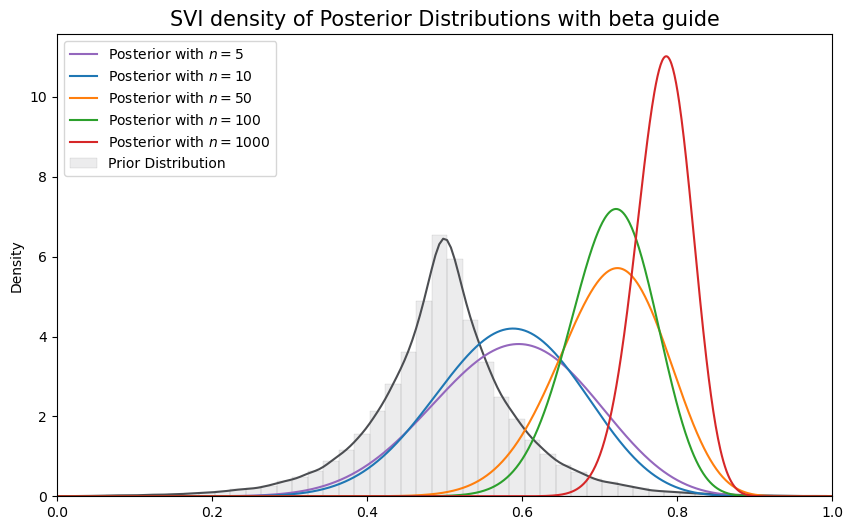 SVI density of Posterior Distributions with beta guide
Posterior with n = 5
Posterior with n = 10
Posterior with n = 50
Posterior with n = 100
Posterior with n = 1000
Prior Distribution
Density
10
8
6
4
2
0
0.0 0.2 0.4 0.6 0.8 1.0